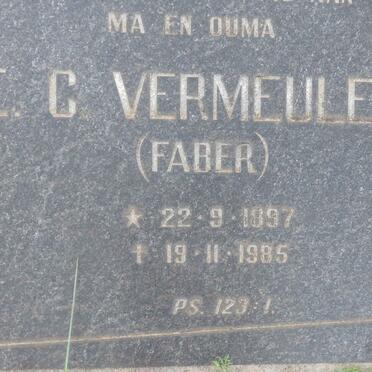 MA EN OUMA
E. C. VERMEULE
(FABER)
★ 22·9·1897
✝ 19·11·1985
PS. 123:1.